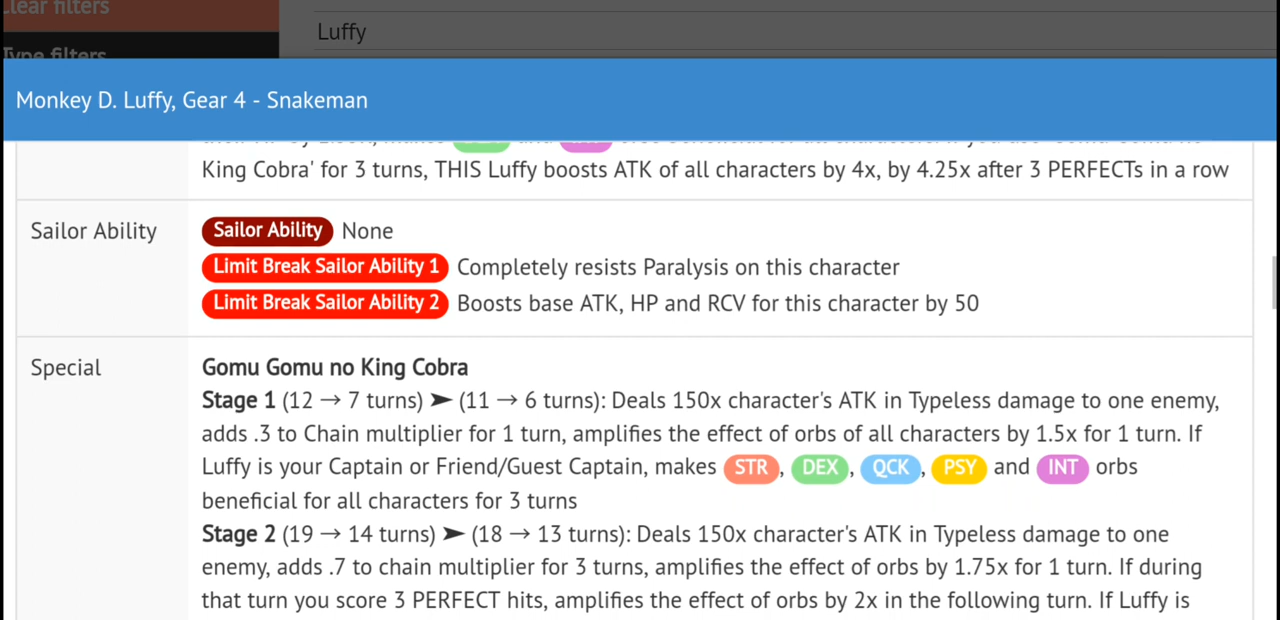 Clear filters
Luffy
Type filters
Monkey D. Luffy, Gear 4 - Snakeman
King Cobra' for 3 turns, THIS Luffy boosts ATK of all characters by 4x, by 4.25x after 3 PERFECTs in a row
Sailor Ability
Sailor Ability None
Limit Break Sailor Ability 1 Completely resists Paralysis on this character
Limit Break Sailor Ability 2 Boosts base ATK, HP and RCV for this character by 50
Special
Gomu Gomu no King Cobra
Stage 1 (12 → 7 turns) ➤ (11 → 6 turns): Deals 150x character's ATK in Typeless damage to one enemy,
adds .3 to Chain multiplier for 1 turn, amplifies the effect of orbs of all characters by 1.5x for 1 turn. If
Luffy is your Captain or Friend/Guest Captain, makes STR, DEX, QCK, PSY and INT orbs
beneficial for all characters for 3 turns
Stage 2 (19 → 14 turns) ➤ (18 → 13 turns): Deals 150x character's ATK in Typeless damage to one
enemy, adds .7 to chain multiplier for 3 turns, amplifies the effect of orbs by 1.75x for 1 turn. If during
that turn you score 3 PERFECT hits, amplifies the effect of orbs by 2x in the following turn. If Luffy is